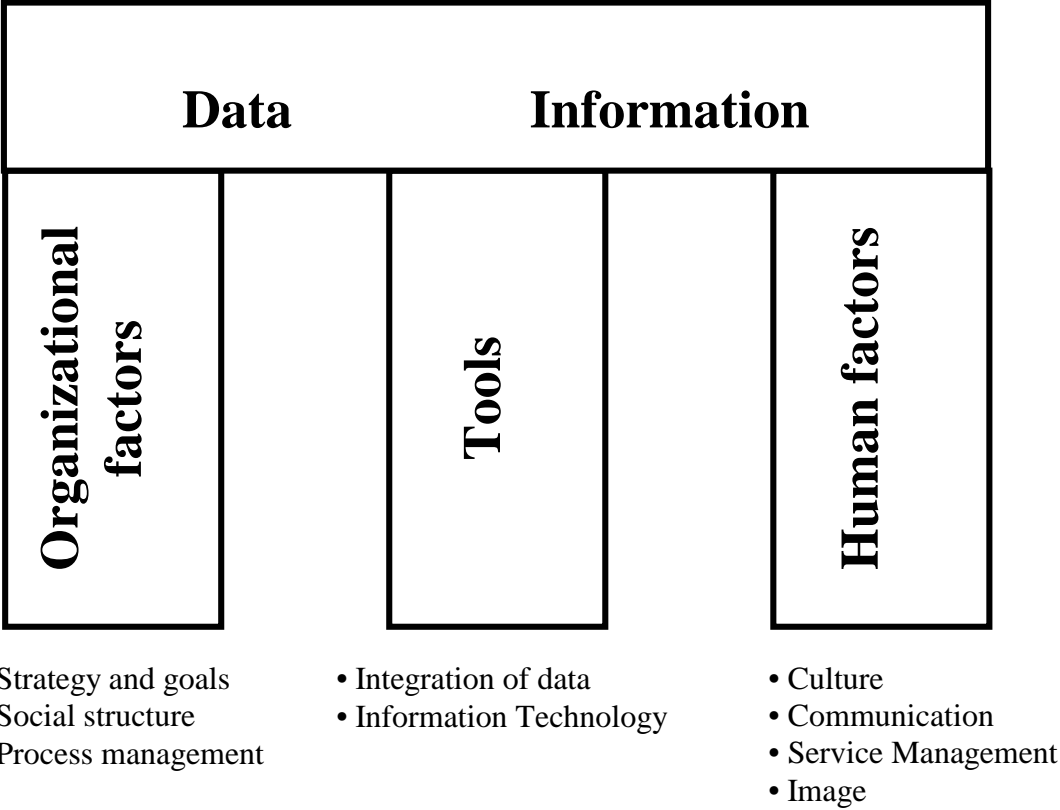 Data Information
Organizational
factors
Tools
Human factors
Strategy and goals
Social structure
Process management
• Integration of data
• Information Technology
• Culture
• Communication
• Service Management
• Image